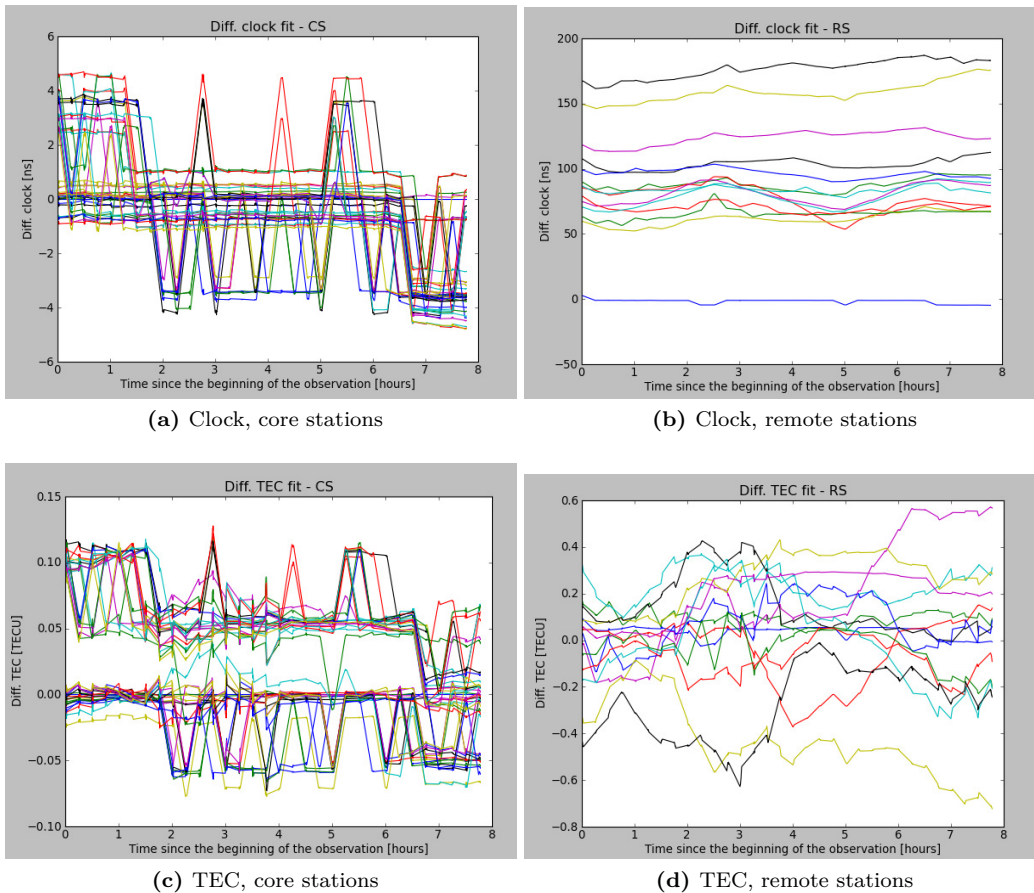 Diff. clock fit - CS
6
4
2
0
−2
−4
−6
Diff. clock [ns]
0 1 2 3 4 5 6 7 8
Time since the beginning of the observation [hours]
(a) Clock, core stations
Diff. clock fit - RS
200
150
100
50
0
−50
Diff. clock [ns]
0 1 2 3 4 5 6 7 8
Time since the beginning of the observation [hours]
(b) Clock, remote stations
Diff. TEC fit - CS
0.15
0.10
0.05
0.00
−0.05
−0.10
Diff. TEC [TECU]
0 1 2 3 4 5 6 7 8
Time since the beginning of the observation [hours]
(c) TEC, core stations
Diff. TEC fit - RS
0.6
0.4
0.2
0.0
−0.2
−0.4
−0.6
−0.8
Diff. TEC [TECU]
0 1 2 3 4 5 6 7 8
Time since the beginning of the observation [hours]
(d) TEC, remote stations